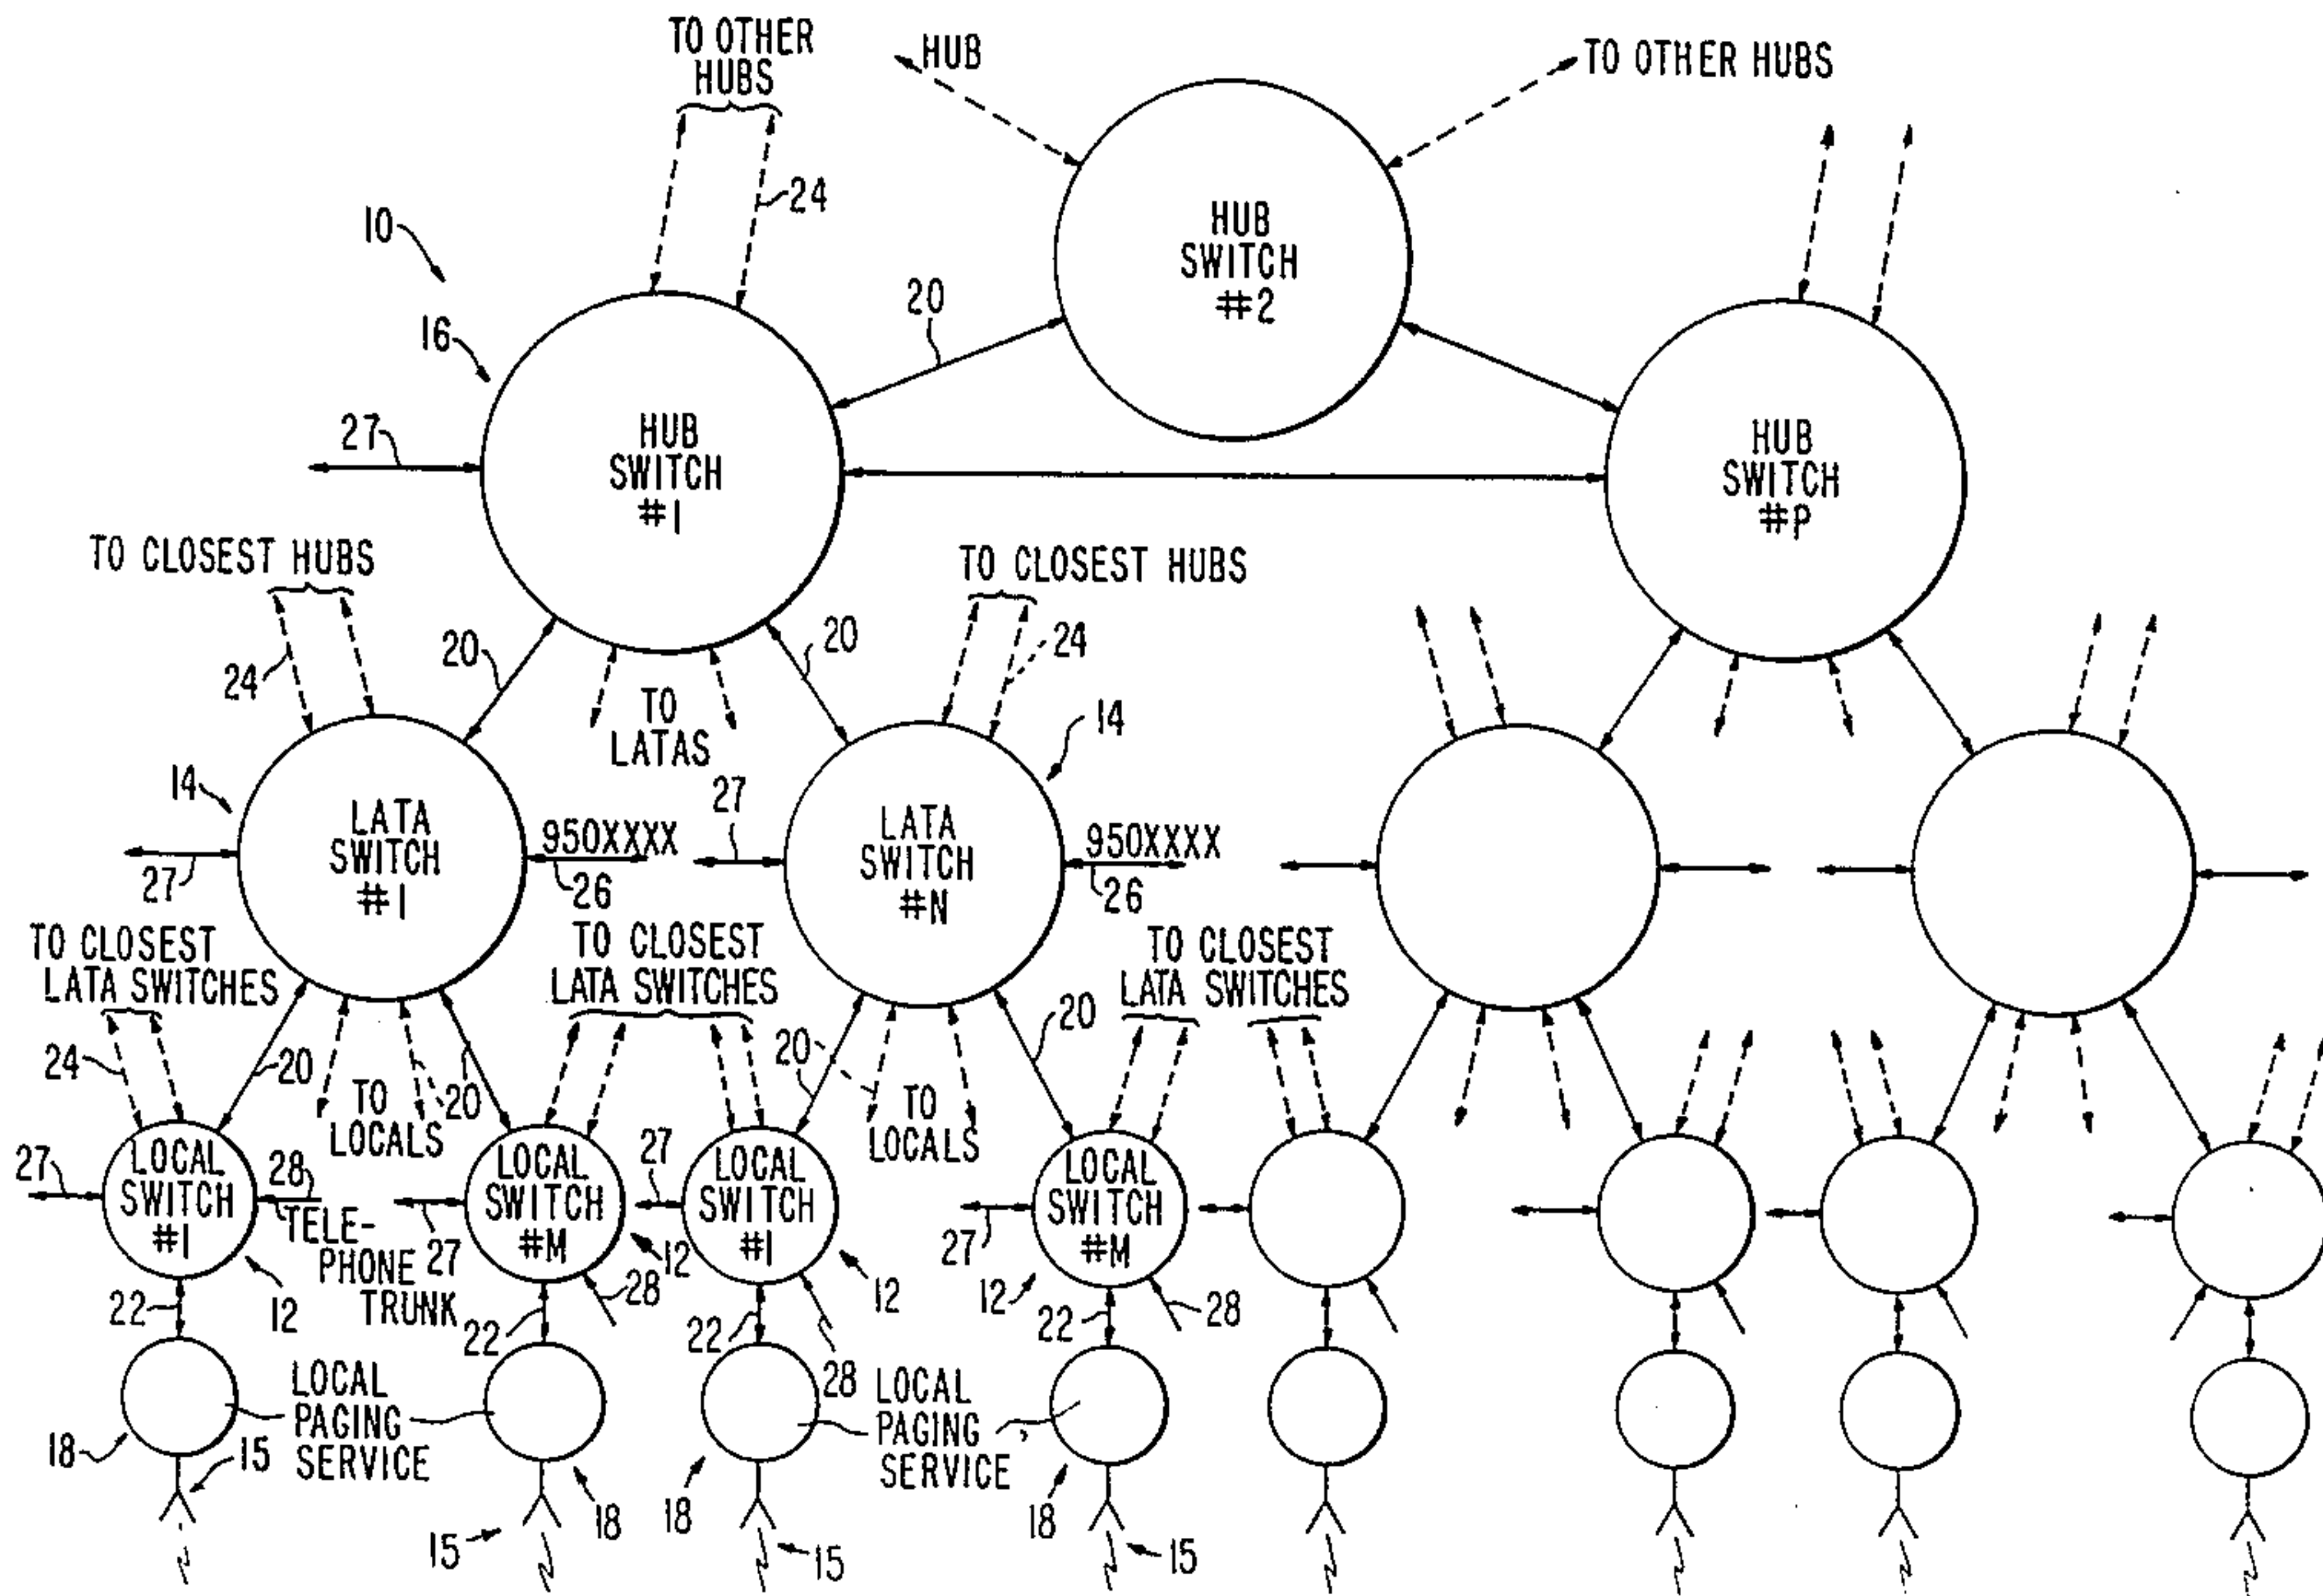 TO OTHER
HUBS
HUB
TO OTHER HUBS
24
10
HUB
SWITCH
#2
20
16
27
HUB
SWITCH
#1
HUB
SWITCH
#P
TO CLOSEST HUBS
TO CLOSEST HUBS
24
20
20
24
TO
LATAS
14
14
LATA
SWITCH
#1
950XXXX
27
26
27
LATA
SWITCH
#N
950XXXX
26
TO CLOSEST
LATA SWITCHES
TO CLOSEST
LATA SWITCHES
TO CLOSEST
LATA SWITCHES
24
20
20
20
20
TO
LOCALS
TO
LOCALS
27
LOCAL
SWITCH
#1
28
TELE-
PHONE
TRUNK
27
LOCAL
SWITCH
#M
27
LOCAL
SWITCH
#1
27
LOCAL
SWITCH
#M
12
12
12
12
22
22
28
22
28
22
28
LOCAL
PAGING
SERVICE
LOCAL
PAGING
SERVICE
18
15
18
18
18
15
15
15